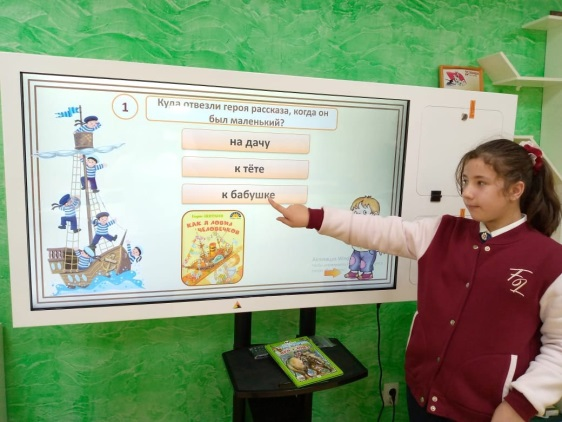 1
Куда отвезли героя рассказа, когда он
был маленький?
на дачу
к тёте
к бабушке
КАК Я ЛОВИЛ
ЧЕЛОВЕЧКОВ